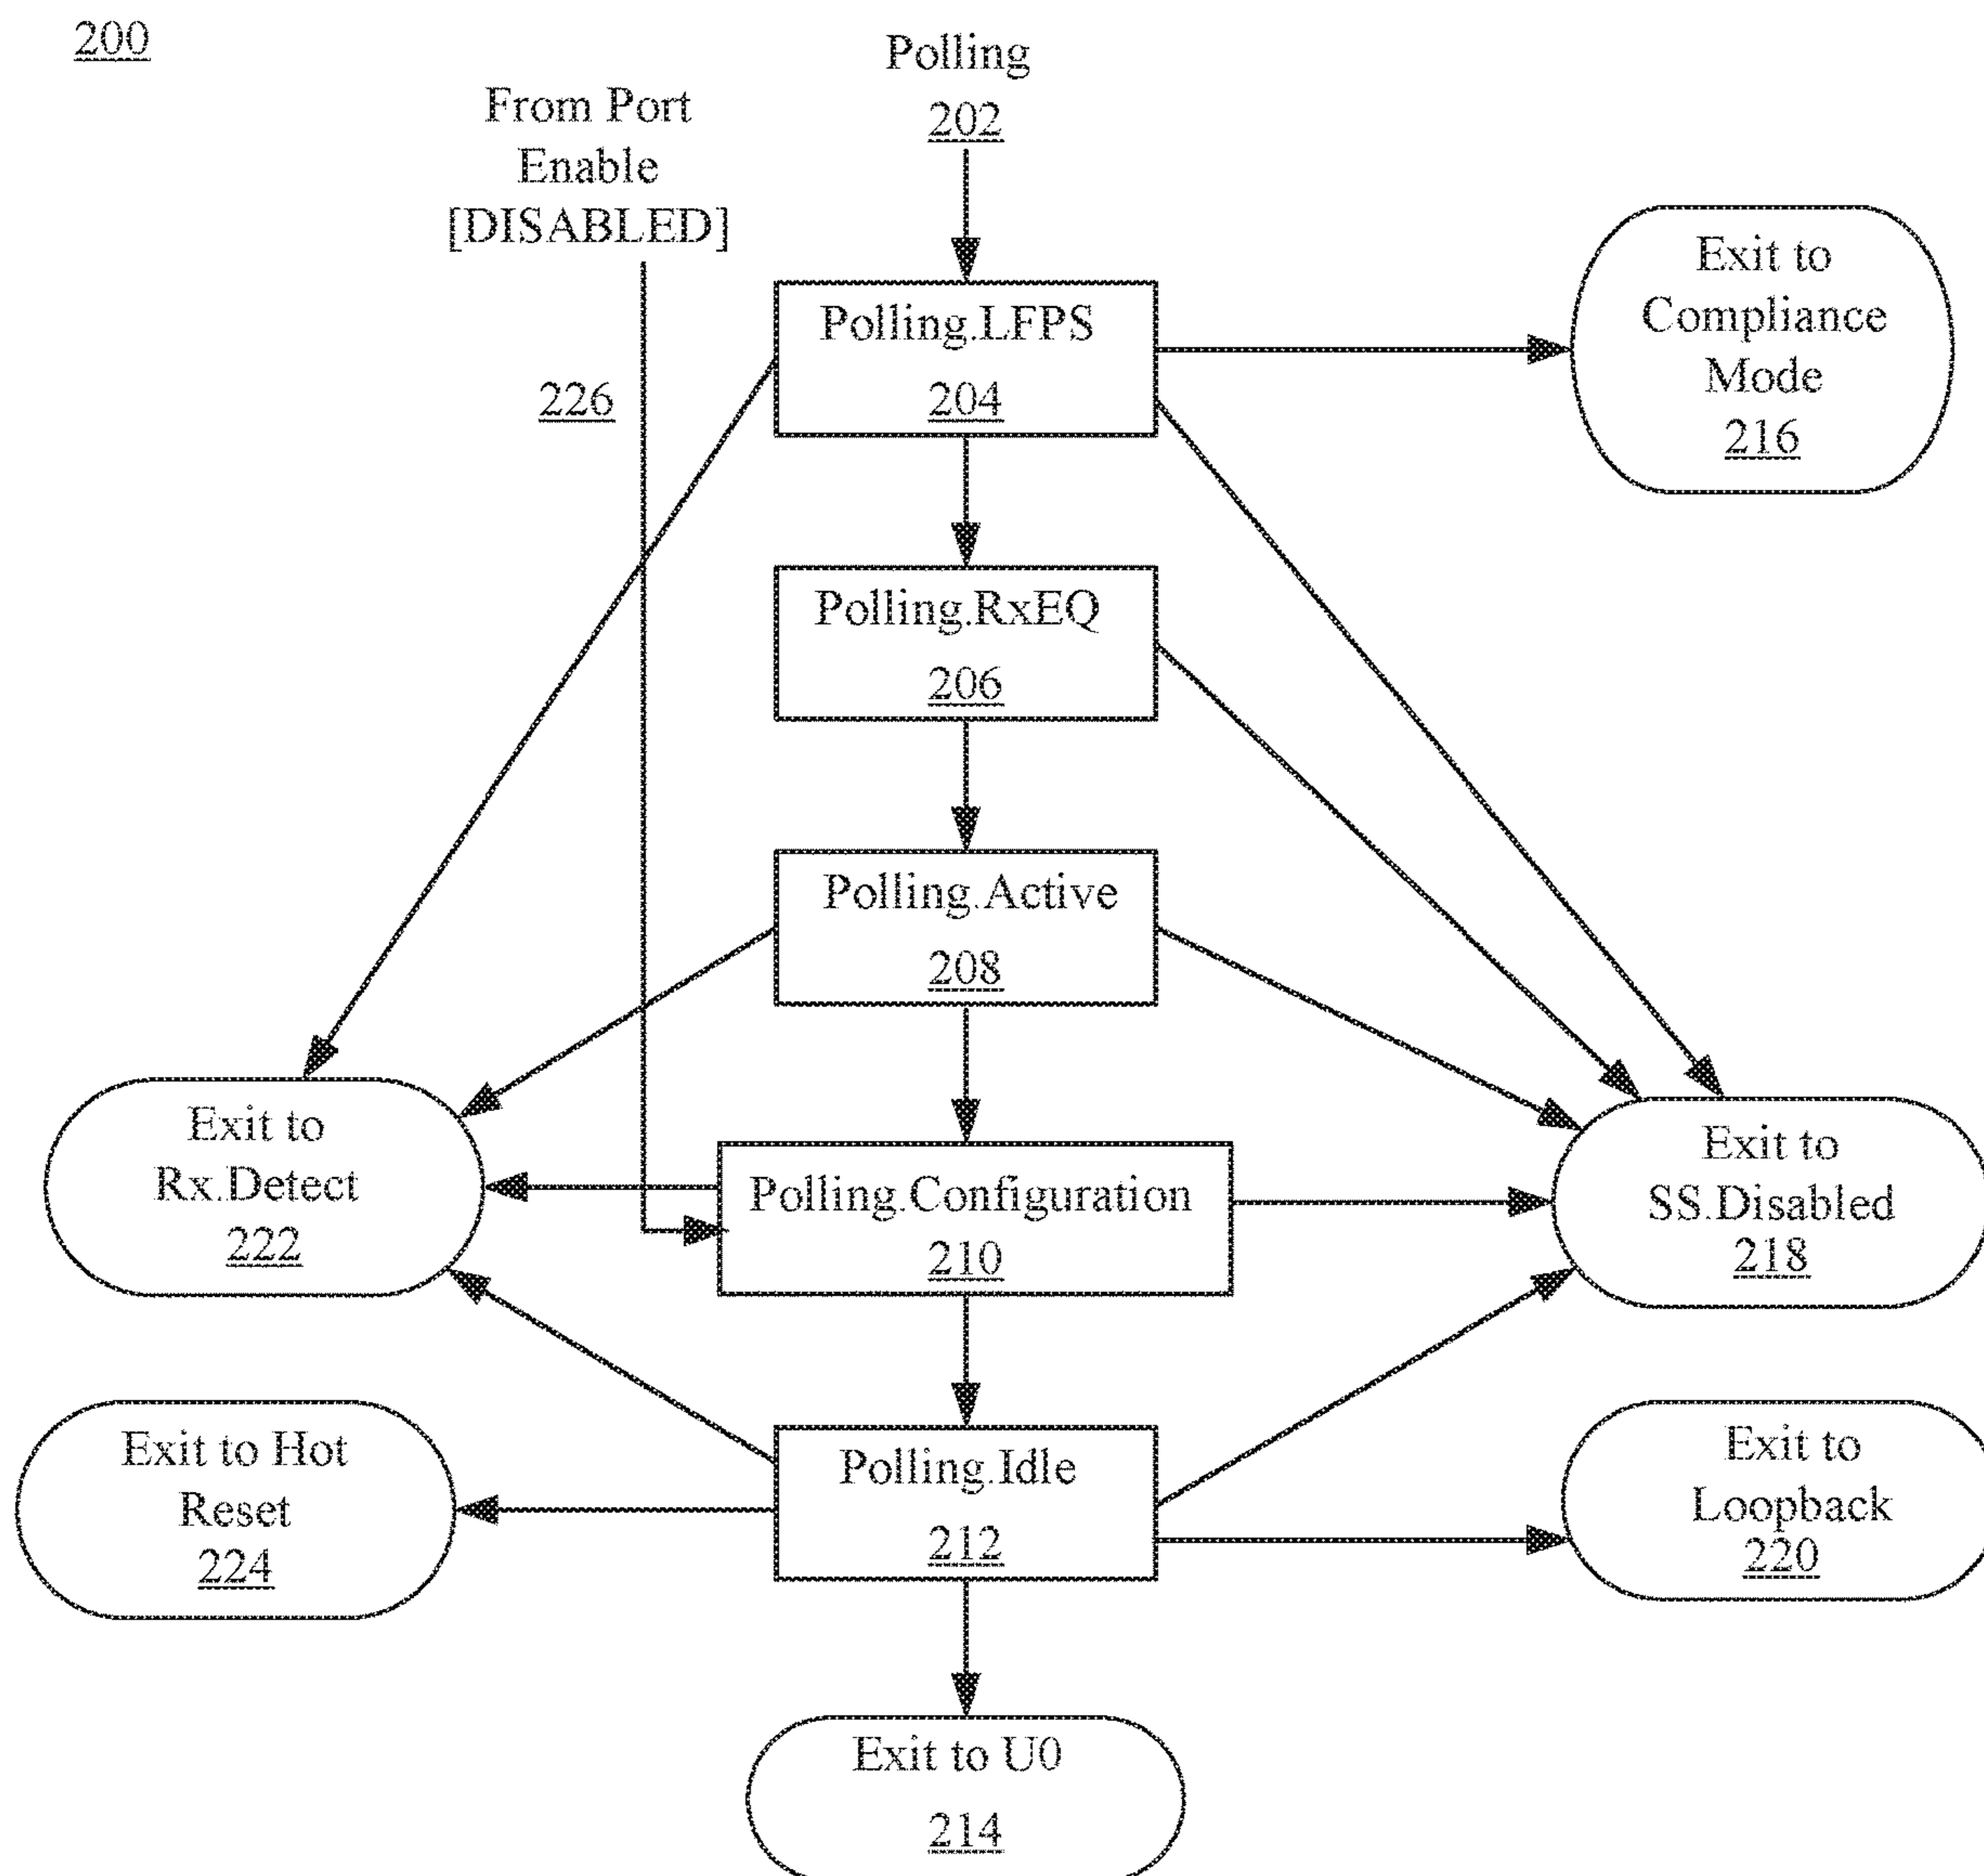 200
Polling
202
From Port
Enable
[DISABLED]
226
Polling.LFPS
204
Exit to
Compliance
Mode
216
Polling.RxEQ
206
Polling.Active
208
Exit to
Rx.Detect
222
Polling.Configuration
210
Exit to
SS.Disabled
218
Exit to Hot
Reset
224
Polling.Idle
212
Exit to
Loopback
220
Exit to U0
214